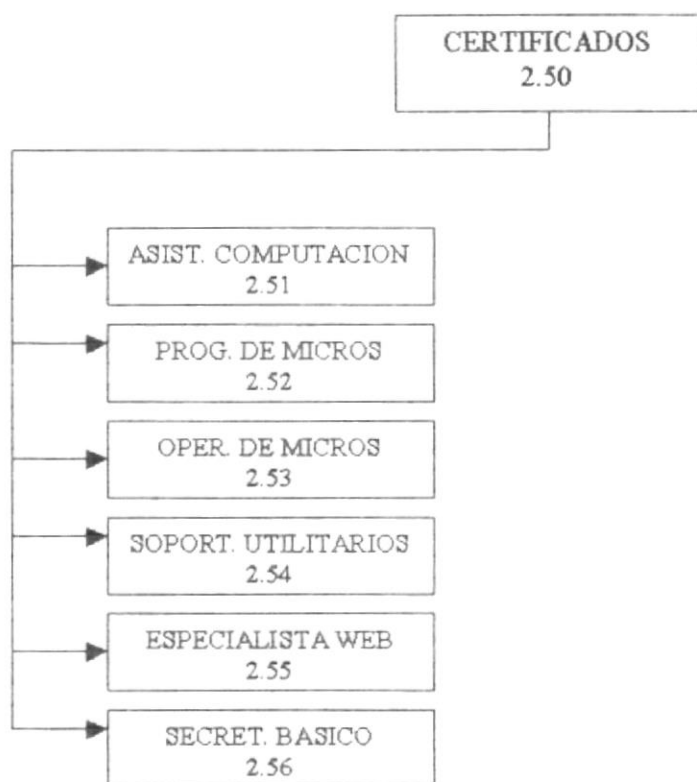 CERTIFICADOS
2.50
ASIST. COMPUTACION
2.51
PROG. DE MICROS
2.52
OPER. DE MICROS
2.53
SOPORT. UTILITARIOS
2.54
ESPECIALISTA WEB
2.55
SECRET. BASICO
2.56